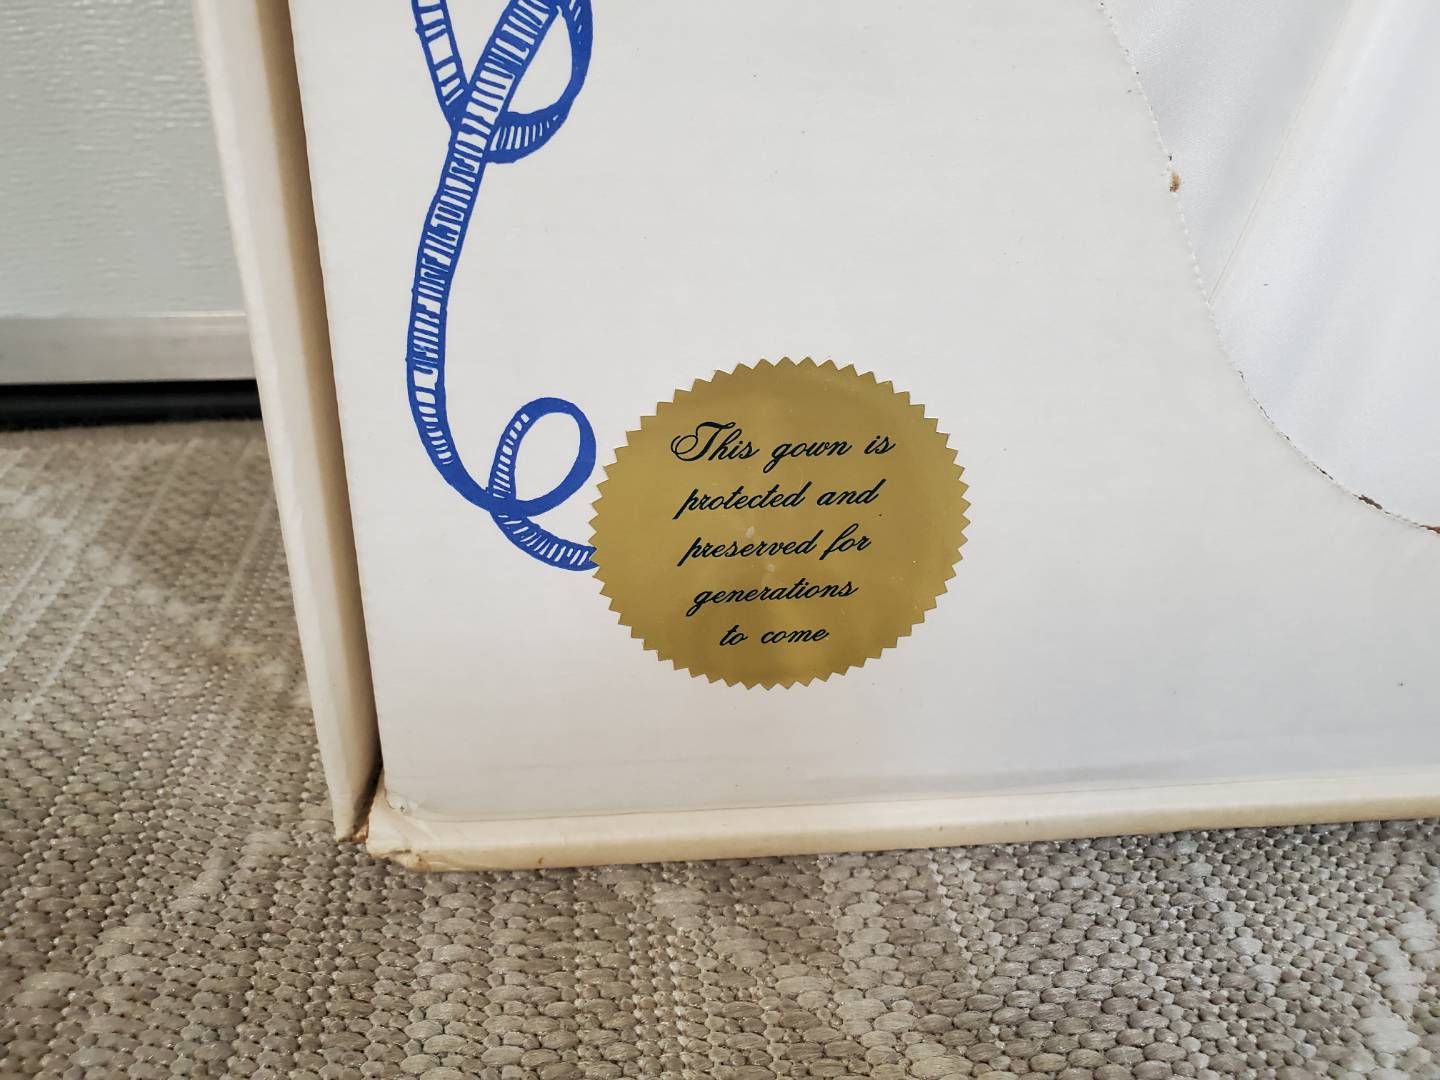 This gown is
protected and
preserved for
generations
to come